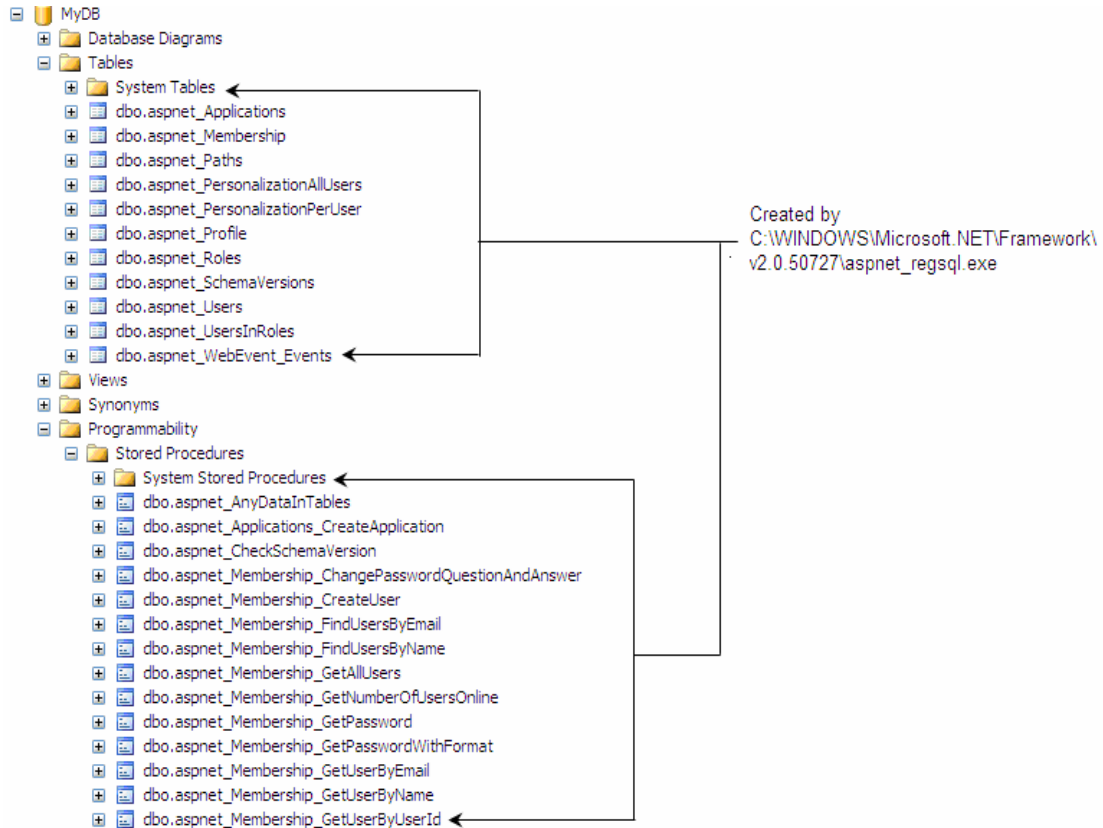 MyDB
Database Diagrams
Tables
System Tables
dbo.aspnet_Applications
dbo.aspnet_Membership
dbo.aspnet_Paths
dbo.aspnet_PersonalizationAllUsers
dbo.aspnet_PersonalizationPerUser
dbo.aspnet_Profile
dbo.aspnet_Roles
dbo.aspnet_SchemaVersions
dbo.aspnet_Users
dbo.aspnet_UsersInRoles
dbo.aspnet_WebEvent_Events
Views
Synonyms
Programmability
Stored Procedures
System Stored Procedures
dbo.aspnet_AnyDataInTables
dbo.aspnet_Applications_CreateApplication
dbo.aspnet_CheckSchemaVersion
dbo.aspnet_Membership_ChangePasswordQuestionAndAnswer
dbo.aspnet_Membership_CreateUser
dbo.aspnet_Membership_FindUsersByEmail
dbo.aspnet_Membership_FindUsersByName
dbo.aspnet_Membership_GetAllUsers
dbo.aspnet_Membership_GetNumberOfUsersOnline
dbo.aspnet_Membership_GetPassword
dbo.aspnet_Membership_GetPasswordWithFormat
dbo.aspnet_Membership_GetUserByEmail
dbo.aspnet_Membership_GetUserByName
dbo.aspnet_Membership_GetUserByUserId
Created by
C:\WINDOWS\Microsoft.NET\Framework\
v2.0.50727\aspnet_regsql.exe